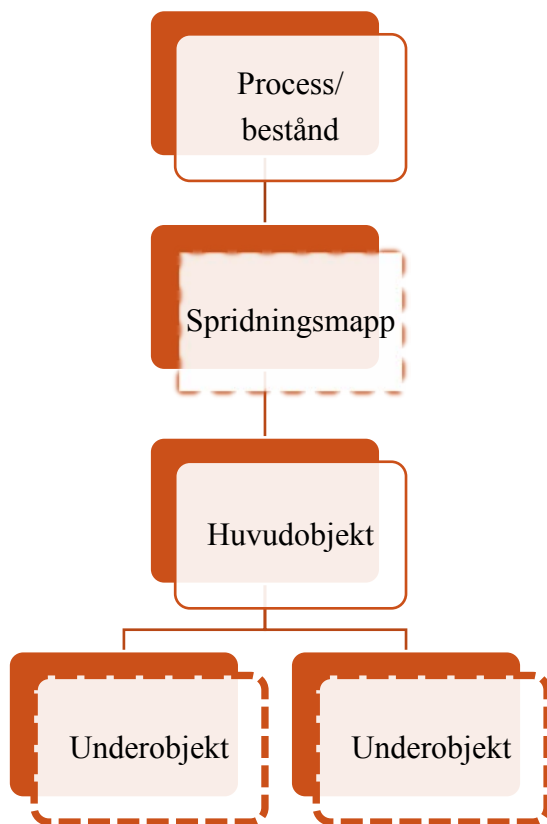 Process/
bestånd
Spridningsmapp
Huvudobjekt
Underobjekt
Underobjekt